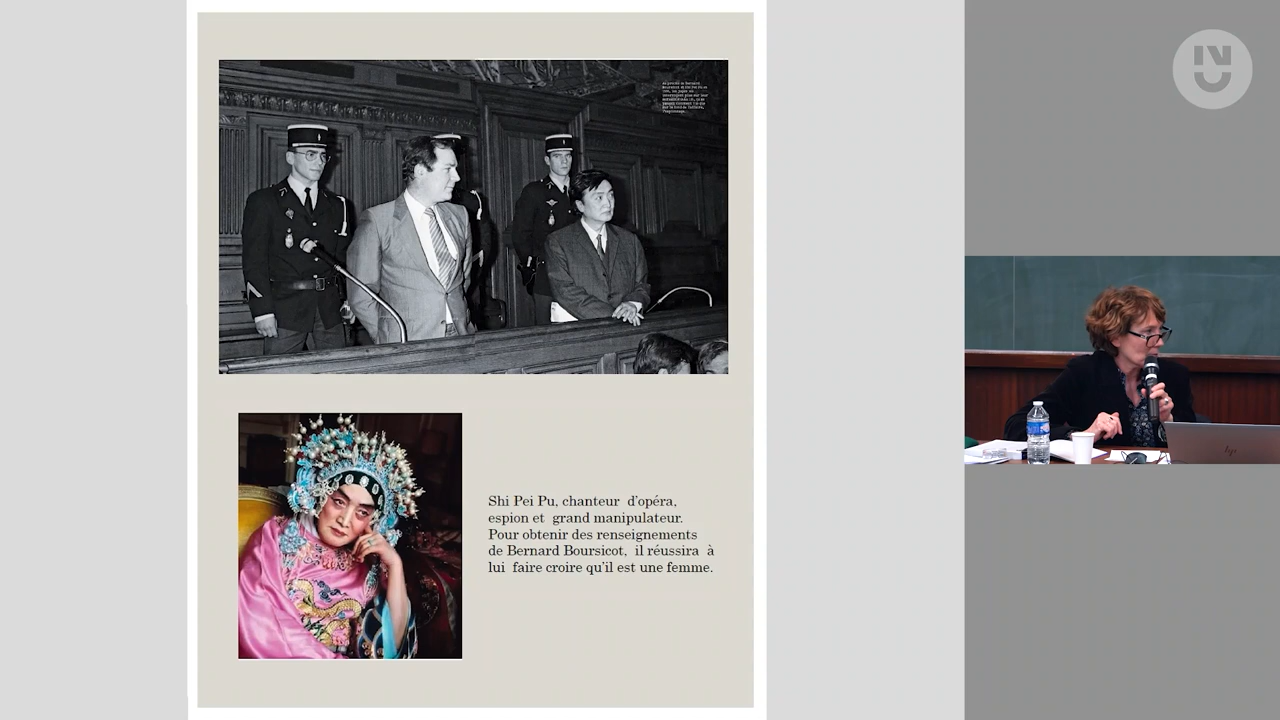 Shi Pei Pu, chanteur d'opéra,
espion et grand manipulateur.
Pour obtenir des renseignements
de Bernard Boursicot, il réussira à
lui faire croire qu'il est une femme.